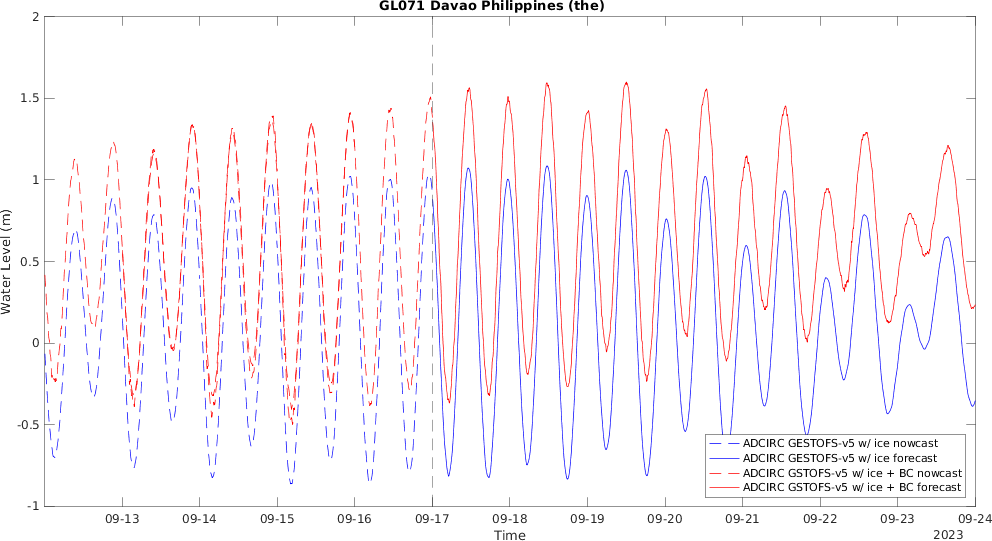 GL071 Davao Philippines (the)
2
1.5
1
0.5
0
-0.5
-1
Water Level (m)
ADCIRC GESTOFS-v5 w/ ice nowcast
ADCIRC GESTOFS-v5 w/ ice forecast
ADCIRC GSTOFS-v5 w/ ice + BC nowcast
ADCIRC GSTOFS-v5 w/ ice + BC forecast
09-13 09-14 09-15 09-16 09-17 09-18 09-19 09-20 09-21 09-22 09-23 09-24
Time
2023